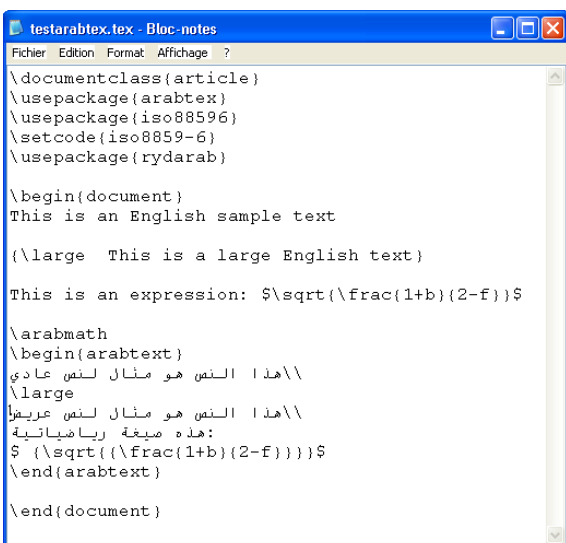 testarabtex.tex - Bloc-notes
Fichier Edition Format Affichage ?
\documentclass{article}
\usepackage{arabtex}
\usepackage{iso88596}
\setcode{iso8859-6}
\usepackage{rydarab}
\begin{document}
This is an English sample text
{\large  This is a large English text}
This is an expression: $\sqrt{\frac{1+b}{2-f}}$
\arabmath
\begin{arabtext}
هذا النص هو مثال لنص عادي\\
\large
هذا النص هو مثال لنص عريض\\
هذه صيغة رياضياتية:
$ {\sqrt{{\frac{1+b}{2-f}}}}$
\end{arabtext}
\end{document}